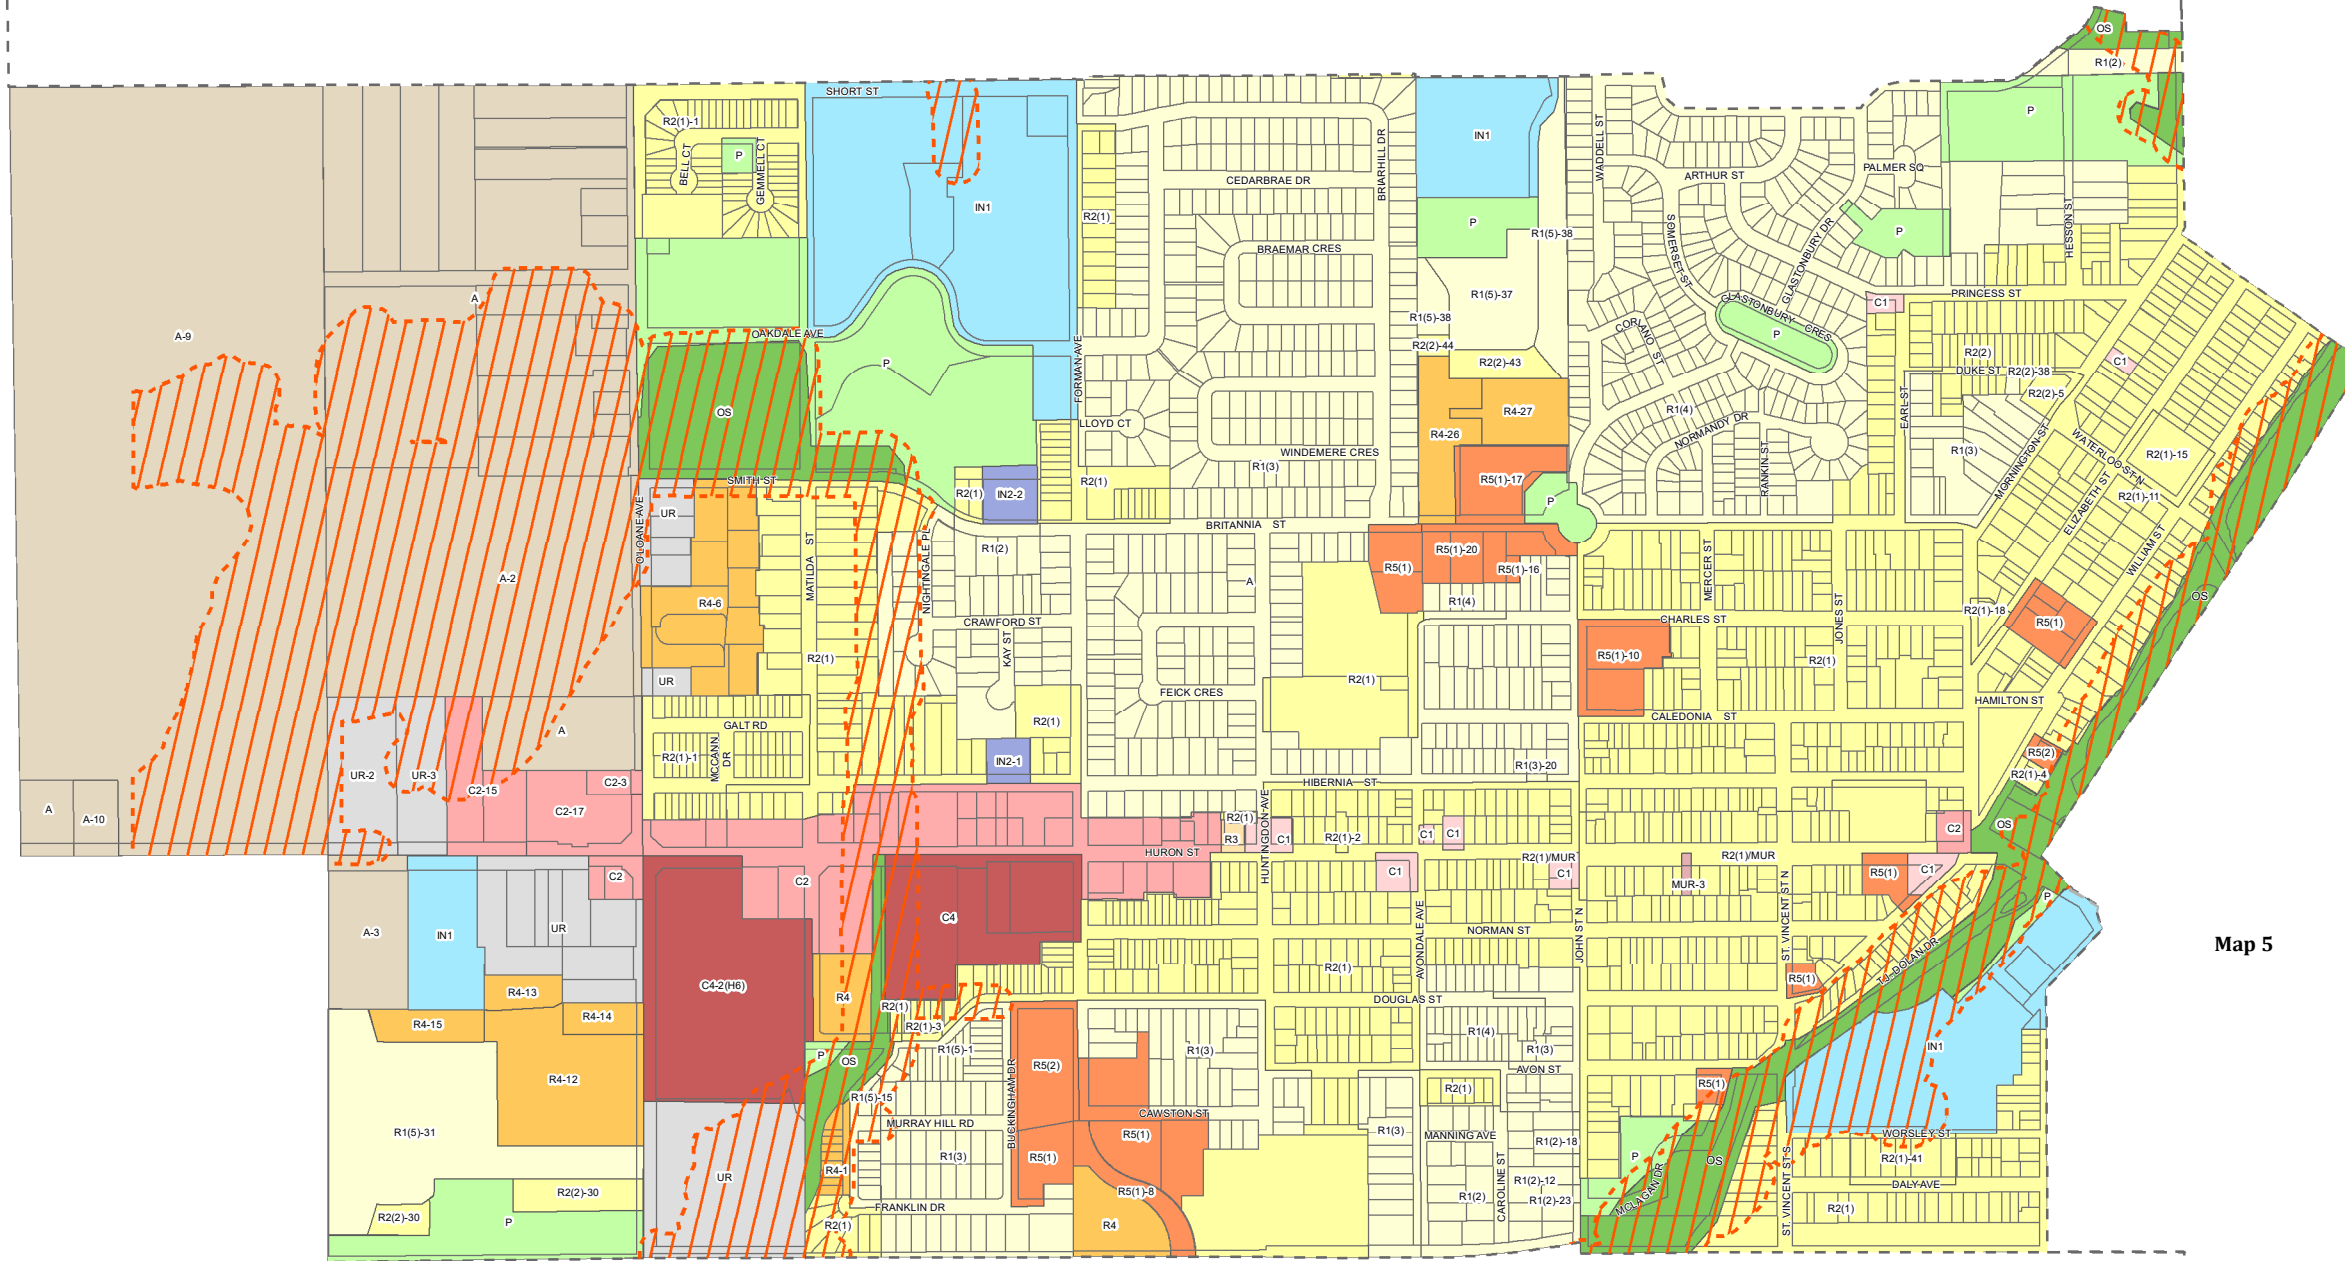 OS
R1(2)
SHORT ST
R2(1)-1
P
BELL CT
GEMMELL CT
IN1
IN1
P
BRIARHILL DR
WADDELL ST
CEDARBRAE DR
ARTHUR ST
PALMER SQ
R2(1)
P
R1(5)-38
SOMERSET ST
GLASTONBURY DR
P
HESSON ST
BRAEMAR CRES
A
R1(5)-37
PRINCESS ST
C1
GLASTONBURY CRES
R1(5)-38
CORLANO ST
P
A-9
OAKDALE AVE
R2(2)-44
R2(2)
C1
P
FORMAN AVE
R2(2)-43
DUKE ST
R2(2)-38
R2(2)-5
OS
R4-27
R1(4)
EARL ST
LLOYD CT
R4-26
NORMANDY DR
MORNINGTON ST
WATERLOO ST N
R2(1)-15
WINDEMERE CRES
R1(3)
R1(3)
SMITH ST
R2(1)
IN2-2
R2(1)
R5(1)-17
RANKIN ST
R2(1)-11
P
ELIZABETH ST
UR
O'LOANE AVE
BRITANNIA ST
WILLIAM ST
R1(2)
R5(1)-20
MATILDA ST
NIGHTINGALE PL
R5(1)
R5(1)-16
MERCER ST
A-2
A
R4-6
R1(4)
OS
R2(1)-18
JONES ST
CRAWFORD ST
KAY ST
CHARLES ST
R5(1)
R2(1)
R5(1)-10
R2(1)
UR
R2(1)
FEICK CRES
HAMILTON ST
GALT RD
R2(1)
CALEDONIA ST
A
R2(1)-1
MCCANN DR
IN2-1
R5(2)
UR-2
UR-3
C2-15
C2-3
R1(3)-20
R2(1)-4
HIBERNIA ST
A
A-10
C2-17
R2(1)
HUNTINGDON AVE
R3
C1
R2(1)-2
C1
C1
C2
OS
HURON ST
R2(1)/MUR
R2(1)/MUR
C2
C2
C1
C1
MUR-3
R5(1)
C1
P
A-3
IN1
UR
C4
NORMAN ST
AVONDALE AVE
JOHN ST N
ST. VINCENT ST N
T.J. DOLAN DR
Map 5
R2(1)
C4-2(H6)
R4-13
R4
R5(1)
DOUGLAS ST
R4-14
R2(1)
R4-15
R2(1)-3
R1(4)
R1(5)-1
R1(3)
R1(3)
IN1
P
OS
R5(2)
AVON ST
R4-12
R5(1)
R1(5)-15
R2(1)
BUCKINGHAM DR
CAWSTON ST
MURRAY HILL RD
R1(5)-31
R5(1)
R1(3)
MANNING AVE
R1(2)-18
WORSLEY ST
R1(3)
R5(1)
P
OS
R2(1)-41
R4-1
UR
R1(2)-12
DALY AVE
R2(2)-30
R5(1)-8
R1(2)
R1(2)-23
CAROLINE ST
MCLAGAN DR
ST. VINCENT ST S
R2(1)
R2(2)-30
P
FRANKLIN DR
R2(1)
R4